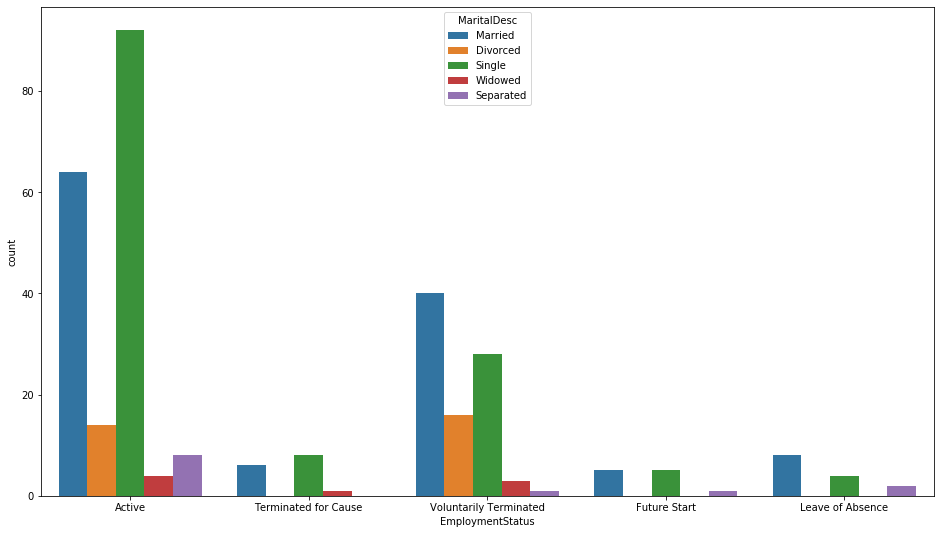 MaritalDesc
Married
Divorced
Single
Widowed
Separated
80
60
40
20
0
count
Active
Terminated for Cause
Voluntarily Terminated
Future Start
Leave of Absence
EmploymentStatus